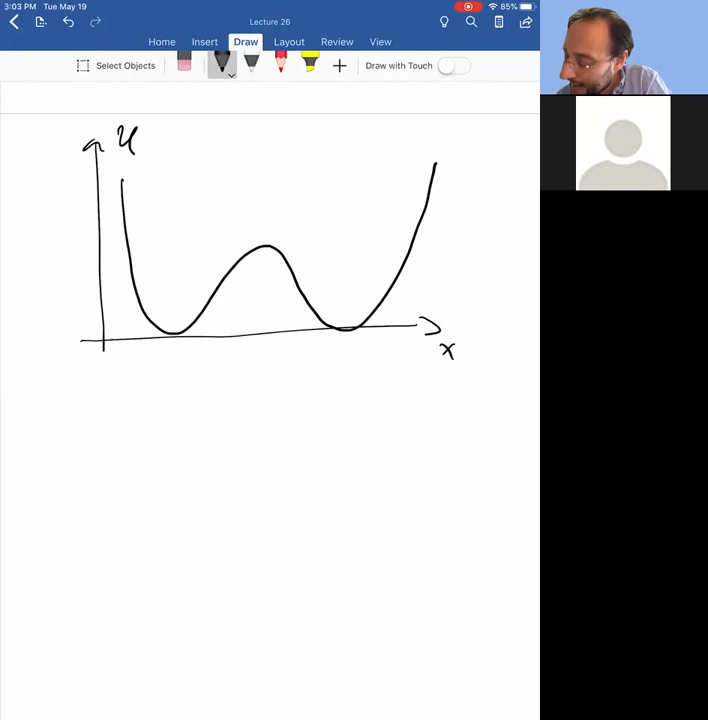 3:03 PM Tue May 19
85%
Lecture 26
Home Insert Draw Layout Review View
Select Objects
Draw with Touch
U
x